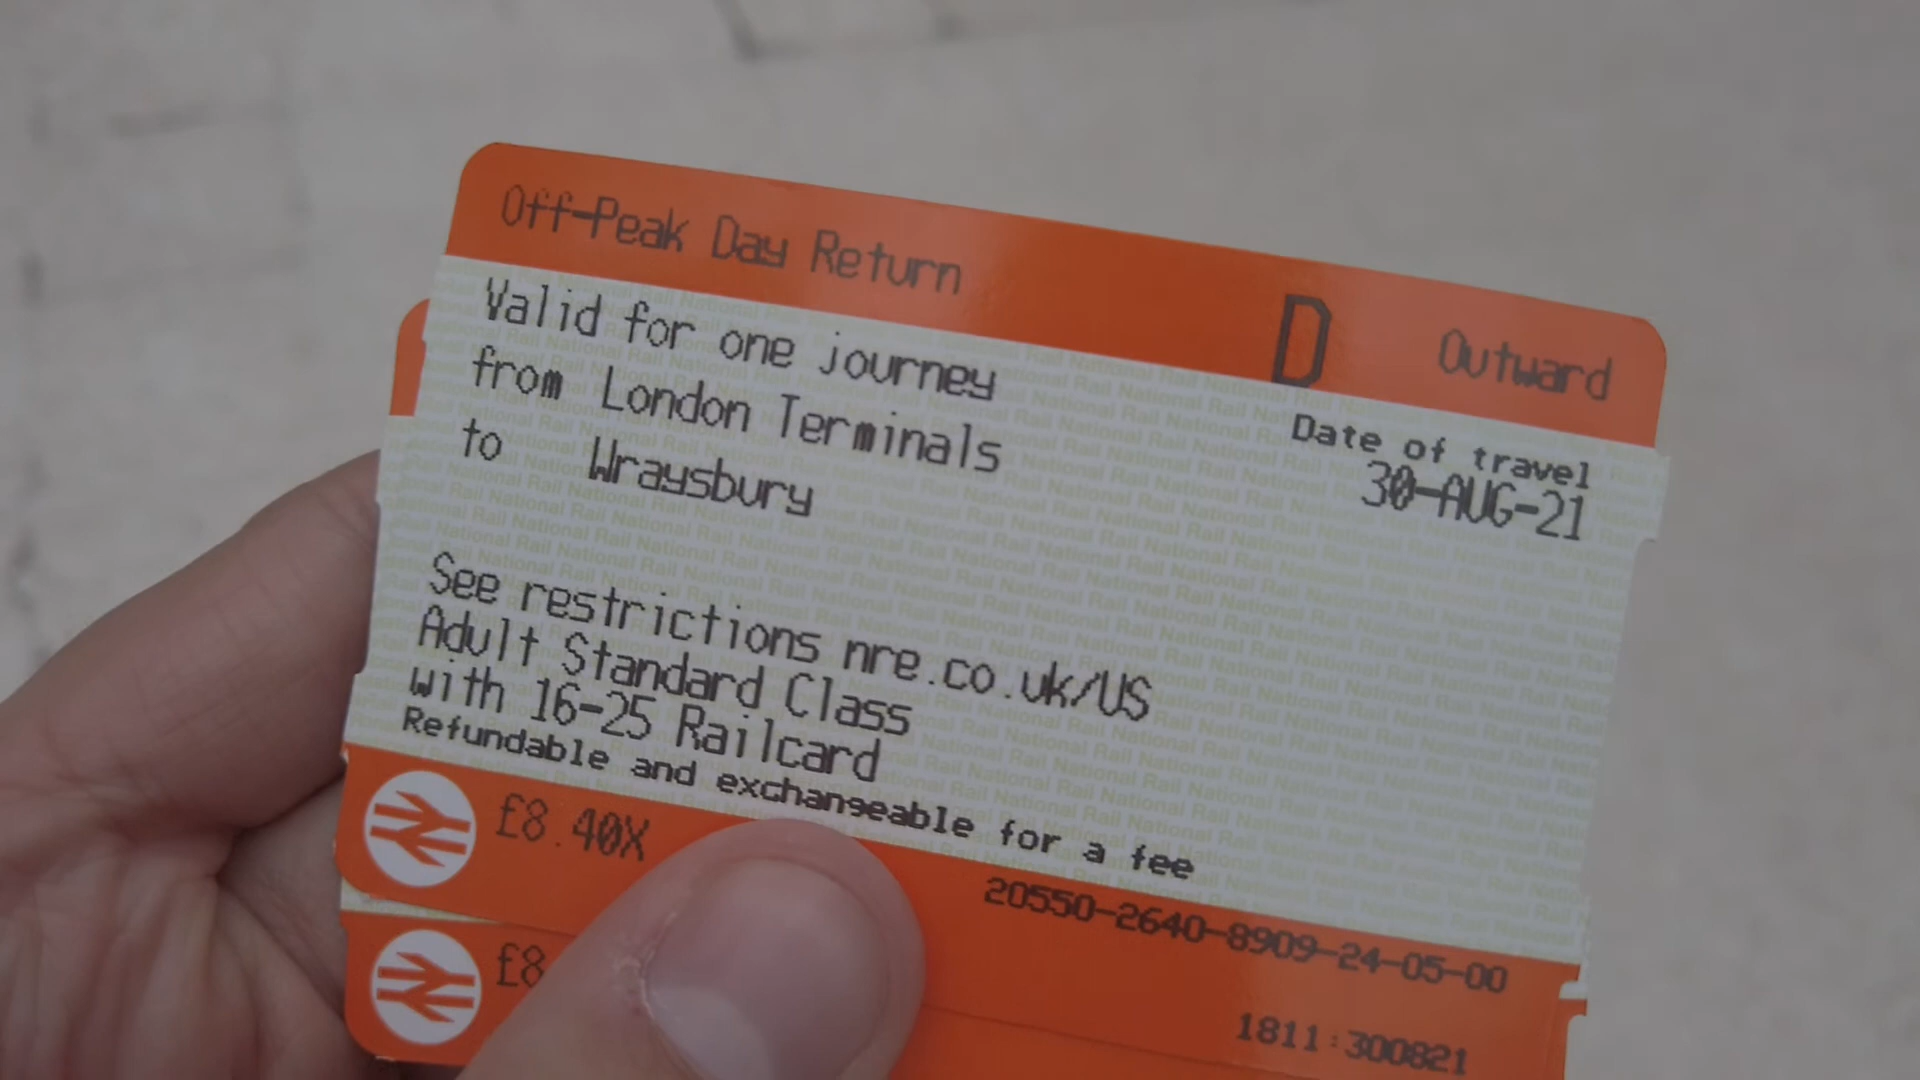 Off-Peak Day Return D Outward
Valid for one journey
from London Terminals
to Wraysbury
Date of travel
30-AUG-21
See restrictions nre.co.uk/US
Adult Standard Class
with 16-25 Railcard
Refundable and exchangeable for a fee
£8.40X
20550-2640-8909-24-05-00
£8
1811:300821